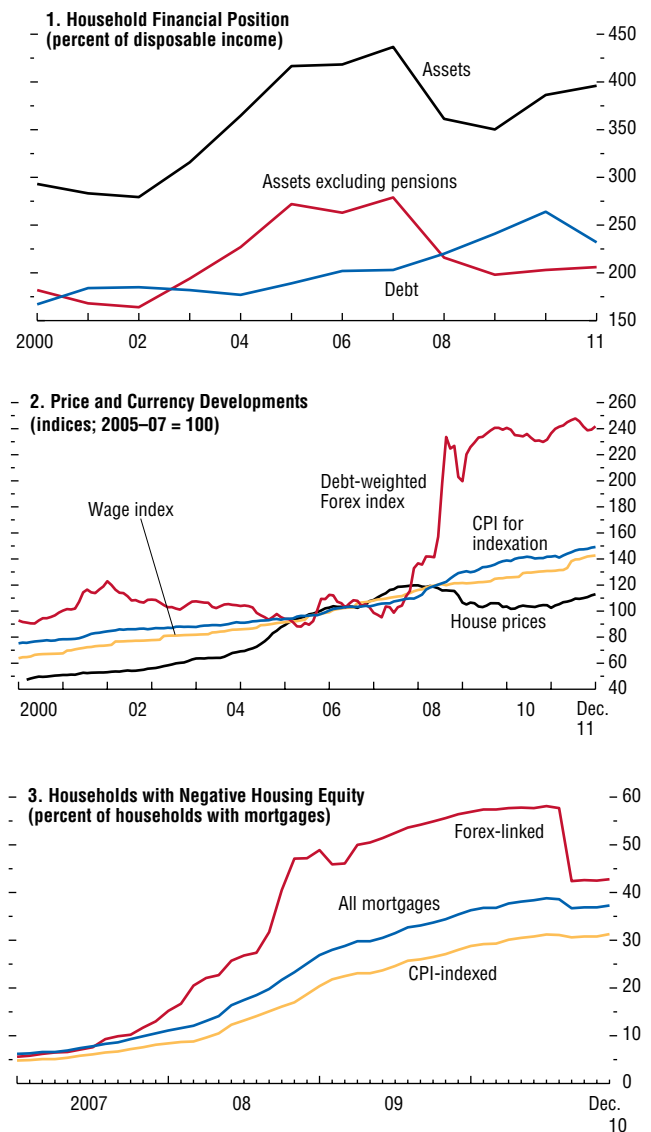 1. Household Financial Position
(percent of disposable income)
450
400
350
300
250
200
150
Assets
Assets excluding pensions
Debt
2000 02 04 06 08 10 11
2. Price and Currency Developments
(indices; 2005–07 = 100)
260
240
220
200
180
160
140
120
100
80
60
40
Debt-weighted
Forex index
Wage index
CPI for
indexation
House prices
2000 02 04 06 08 10 Dec.
11
3. Households with Negative Housing Equity
(percent of households with mortgages)
60
50
40
30
20
10
0
Forex-linked
All mortgages
CPI-indexed
2007 08 09 Dec.
10